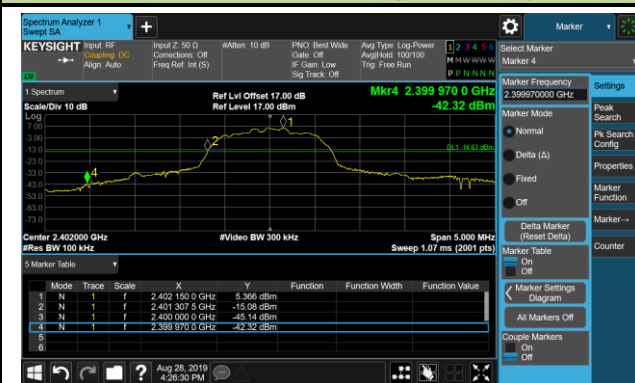 Spectrum Analyzer 1
Swept SA
+
KEYSIGHT Input: RF
Coupling: DC
Align: Auto
Input Z: 50 Ω
Corrections: Off
Freq Ref: Int (S)
#Atten: 10 dB
PNO: Best Wide
Gate: Off
IF Gain: Low
Sig Track: Off
Avg Type: Log-Power
Avg|Hold: 100/100
Trig: Free Run
1 2 3 4 5 6
M M W W W W
P P N N N N
1 Spectrum
Scale/Div 10 dB
Ref Lvl Offset 17.00 dB
Ref Level 17.00 dBm
Mkr4 2.399 970 0 GHz
-42.32 dBm
Log
7.00
-3.00
-13.0
-23.0
-33.0
-43.0
-53.0
-63.0
-73.0
1
2
4
DL1 -14.63 dBm
Center 2.402000 GHz
#Res BW 100 kHz
#Video BW 300 kHz
Span 5.000 MHz
Sweep 1.07 ms (2001 pts)
5 Marker Table
Mode Trace Scale X Y Function Function Width Function Value
1 N 1 f 2.402 150 0 GHz 5.366 dBm
2 N 1 f 2.401 307 5 GHz -15.08 dBm
3 N 1 f 2.400 000 0 GHz -45.14 dBm
4 N 1 f 2.399 970 0 GHz -42.32 dBm
5
6
Aug 28, 2019
4:26:30 PM
Marker
Select Marker
Marker 4
Marker Frequency
2.399970000 GHz
Marker Mode
Normal
Delta (Δ)
Fixed
Off
Delta Marker
(Reset Delta)
Marker Table
On
Off
Marker Settings
Diagram
All Markers Off
Couple Markers
On
Off
Settings
Peak
Search
Pk Search
Config
Properties
Marker
Function
Marker→
Counter